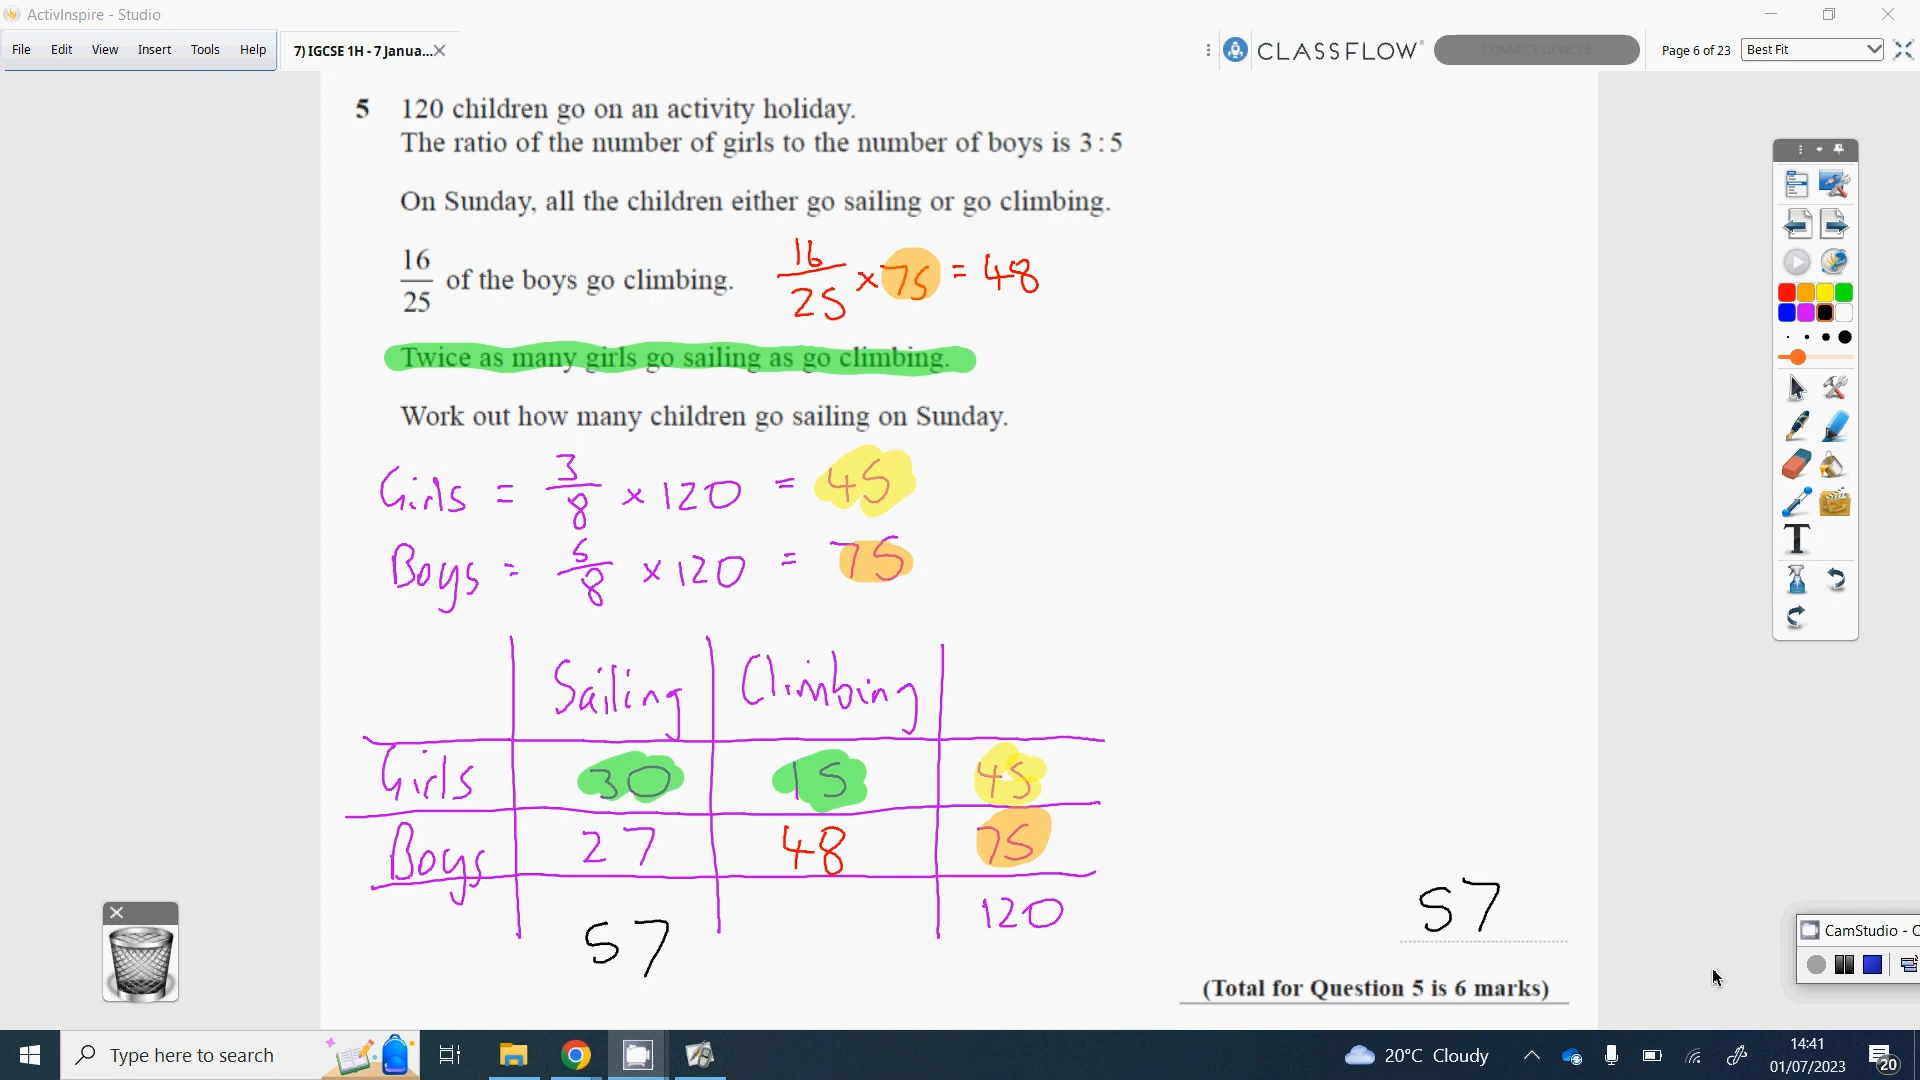 ActivInspire - Studio
File Edit View Insert Tools Help
7) IGCSE 1H - 7 Janua...
CLASSFLOW
CONNECT DEVICES
Page 6 of 23
Best Fit
5 120 children go on an activity holiday.
The ratio of the number of girls to the number of boys is 3 : 5
On Sunday, all the children either go sailing or go climbing.
16/25 of the boys go climbing.
16/25 × 75 = 48
Twice as many girls go sailing as go climbing.
Work out how many children go sailing on Sunday.
Girls = 3/8 × 120 = 45
Boys = 5/8 × 120 = 75
Sailing Climbing
Girls 30 15 45
Boys 27 48 75
57 120
57
(Total for Question 5 is 6 marks)
T
CamStudio - C
Type here to search
20°C Cloudy
14:41
01/07/2023
20